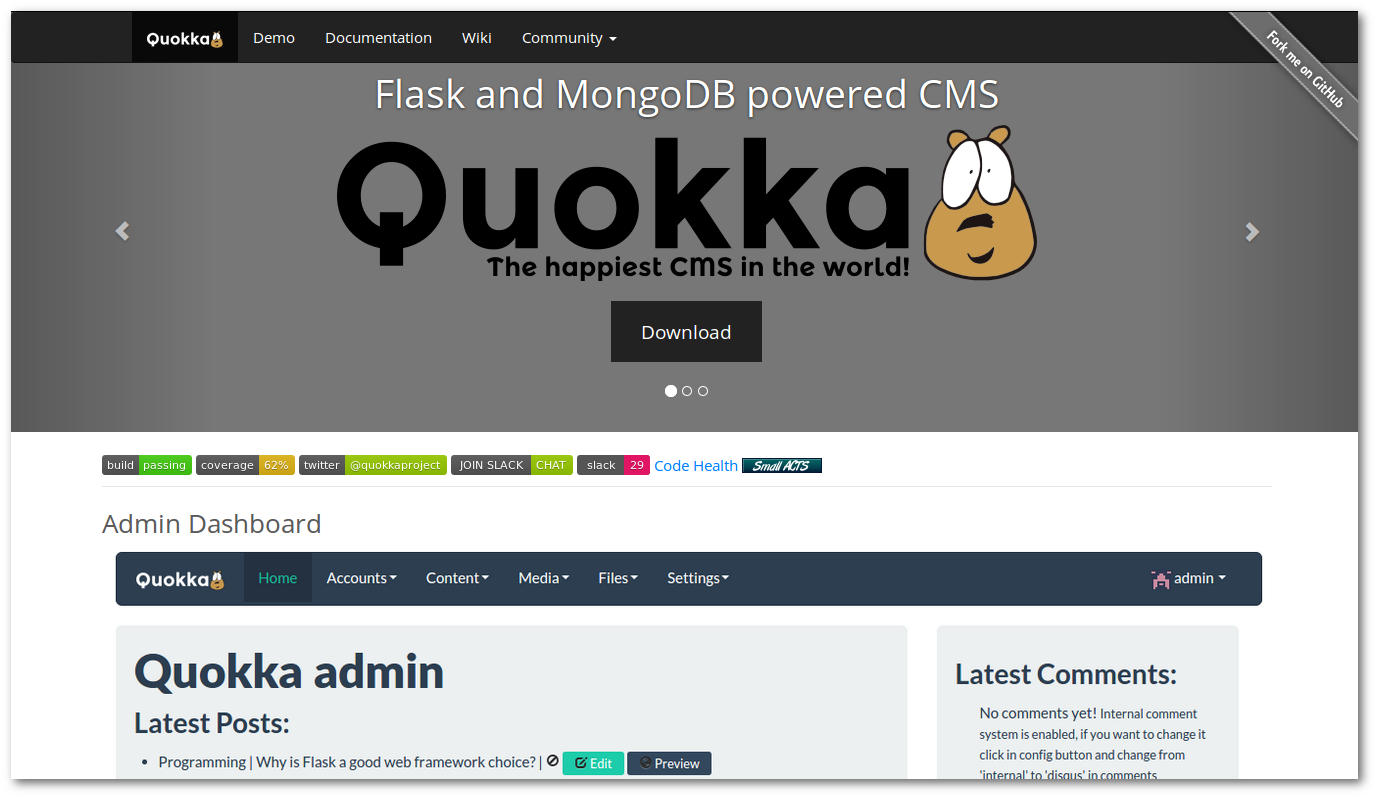 Quokka Demo Documentation Wiki Community
Fork me on GitHub
Flask and MongoDB powered CMS
Quokka
The happiest CMS in the world!
Download
build passing coverage 62% twitter @quokkaproject JOIN SLACK CHAT slack 29 Code Health Small ACTS
Admin Dashboard
Quokka Home Accounts Content Media Files Settings admin
Quokka admin
Latest Posts:
Programming | Why is Flask a good web framework choice? | Edit Preview
Latest Comments:
No comments yet! Internal comment
system is enabled, if you want to change it
click in config button and change from
'internal' to 'disqus' in comments